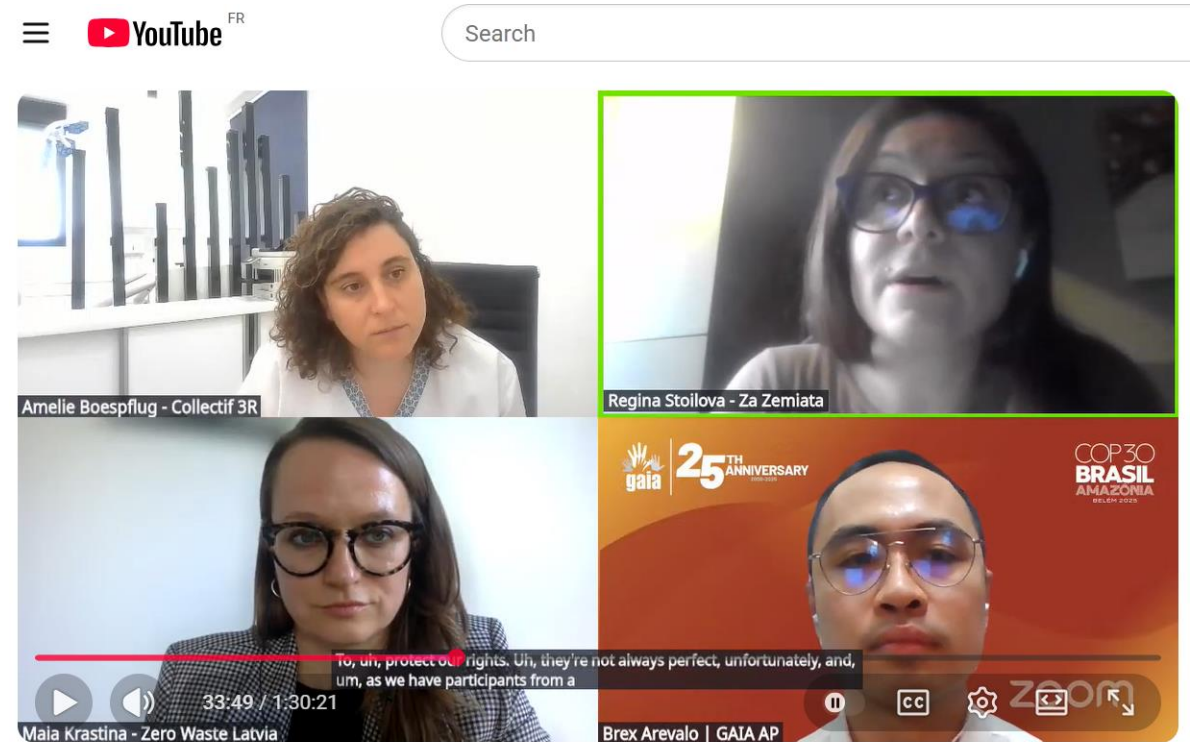 YouTube FR
Search
Amelie Boespflug - Collectif 3R
Regina Stoilova - Za Zemiata
gaia
25TH ANNIVERSARY
COP30
BRASIL
AMAZÔNIA
BELÉM 2025
To, uh, protect our rights. Uh, they're not always perfect, unfortunately, and,
um, as we have participants from a
33:49 / 1:30:21
CC
zoom
Maia Krastina - Zero Waste Latvia
Brex Arevalo | GAIA AP